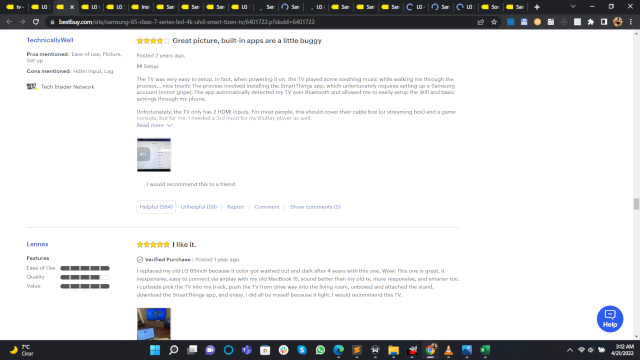 bestbuy.com/site/samsung-65-class-7-series-led-4k-uhd-smart-tizen-tv/6401722.p?skuId=6401722
TechnicallyWell
Great picture, built-in apps are a little buggy
Pros mentioned: Ease of use, Picture, Set up
Posted 2 years ago.
Cons mentioned: Hdmi input, Lag
## Setup
Tech Insider Network
The TV was very easy to setup. In fact, when powering it on, the TV played some soothing music while walking me through the
process... nice touch! The process involved installing the SmartThings app, which unfortunately requires setting up a Samsung
account (minor gripe). The app automatically detected my TV over Bluetooth and allowed me to easily setup the Wifi and basic
settings through my phone.
Unfortunately, the TV only has 2 HDMI inputs. For most people, this should cover their cable box (or streaming box) and a game
console, but for me, I needed a 3rd input for my BluRay player as well.
Read more
I would recommend this to a friend
Helpful (584)
Unhelpful (58)
Report
Comment
Show comments (5)
Lennex
I like it.
Features
Verified Purchase | Posted 1 year ago.
Ease of Use
Quality
Value
I replaced my old LG 65inch because it color got washed out and dark after 4 years with this one. Wow! This one is great, it
inexpensive, easy to connect via airplay with my old MacBook 15, sound better than my old tv, more responsive, and smarter too.
I curbside pick the TV into my truck, push the TV from drive way into the living room, unboxed and attached the stand,
download the SmartThings app, and enjoy. I did all by myself because it light. I would recommend this TV.
Help
7°C
Clear
3:12 AM
4/21/2023